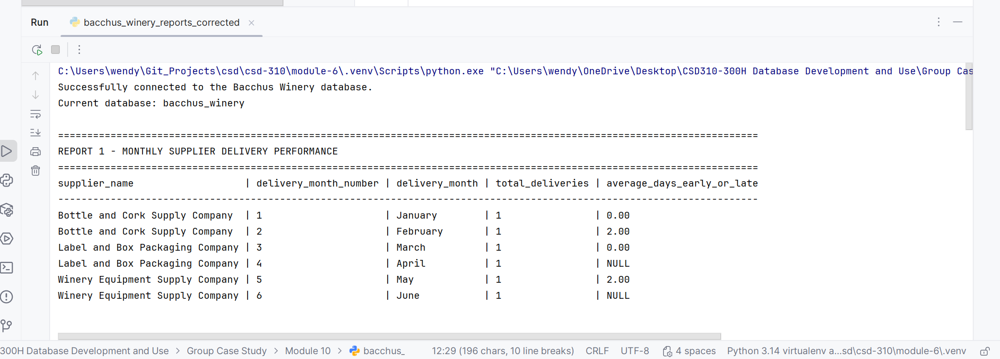 Run bacchus_winery_reports_corrected
C:\Users\wendy\Git_Projects\csd\csd-310\module-6\.venv\Scripts\python.exe "C:\Users\wendy\OneDrive\Desktop\CSD310-300H Database Development and Use\Group Cas
Successfully connected to the Bacchus Winery database.
Current database: bacchus_winery
========================================================================================================================
REPORT 1 - MONTHLY SUPPLIER DELIVERY PERFORMANCE
========================================================================================================================
supplier_name                   | delivery_month_number | delivery_month | total_deliveries | average_days_early_or_late
------------------------------------------------------------------------------------------------------------------------
Bottle and Cork Supply Company  | 1                     | January        | 1                | 0.00
Bottle and Cork Supply Company  | 2                     | February       | 1                | 2.00
Label and Box Packaging Company | 3                     | March          | 1                | 0.00
Label and Box Packaging Company | 4                     | April          | 1                | NULL
Winery Equipment Supply Company | 5                     | May            | 1                | 2.00
Winery Equipment Supply Company | 6                     | June           | 1                | NULL
300H Database Development and Use > Group Case Study > Module 10 > bacchus_ 12:29 (196 chars, 10 line breaks) CRLF UTF-8 4 spaces Python 3.14 virtualenv a...sd\csd-310\module-6\.venv